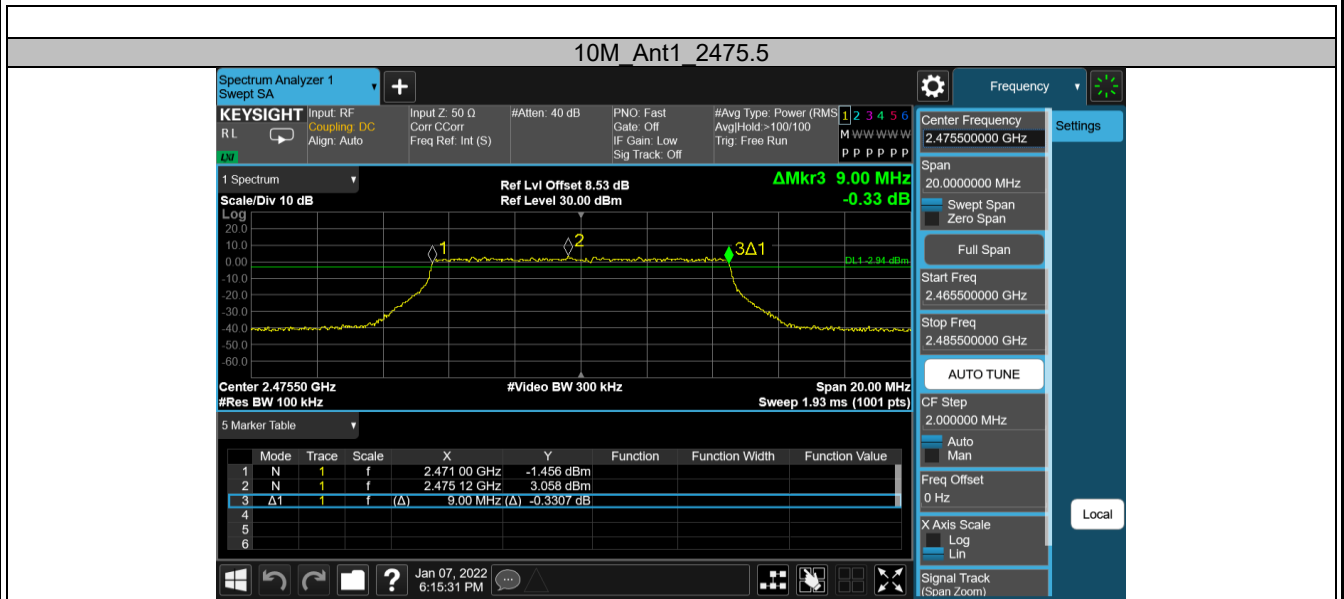 10M_Ant1_2475.5
Spectrum Analyzer 1
Swept SA
Frequency
KEYSIGHT
R L
LXI
Input: RF
Coupling: DC
Align: Auto
Input Z: 50 Ω
Corr CCorr
Freq Ref: Int (S)
#Atten: 40 dB
PNO: Fast
Gate: Off
IF Gain: Low
Sig Track: Off
#Avg Type: Power (RMS
Avg|Hold:>100/100
Trig: Free Run
1 2 3 4 5 6
M W W W W W
P P P P P P
Center Frequency
2.475500000 GHz
Settings
1 Spectrum
Ref Lvl Offset 8.53 dB
ΔMkr3 9.00 MHz
Scale/Div 10 dB
Ref Level 30.00 dBm
-0.33 dB
Log
20.0
10.0
0.00
-10.0
-20.0
-30.0
-40.0
-50.0
-60.0
1
2
3Δ1
DL1 -2.94 dBm
Center 2.47550 GHz
#Video BW 300 kHz
Span 20.00 MHz
#Res BW 100 kHz
Sweep 1.93 ms (1001 pts)
Span
20.0000000 MHz
Swept Span
Zero Span
Full Span
Start Freq
2.465500000 GHz
Stop Freq
2.485500000 GHz
AUTO TUNE
CF Step
2.000000 MHz
Auto
Man
Freq Offset
0 Hz
X Axis Scale
Log
Lin
Signal Track
(Span Zoom)
Local
5 Marker Table
Mode Trace Scale X Y Function Function Width Function Value
1 N 1 f 2.471 00 GHz -1.456 dBm
2 N 1 f 2.475 12 GHz 3.058 dBm
3 Δ1 1 f (Δ) 9.00 MHz (Δ) -0.3307 dB
4
5
6
?
Jan 07, 2022
6:15:31 PM